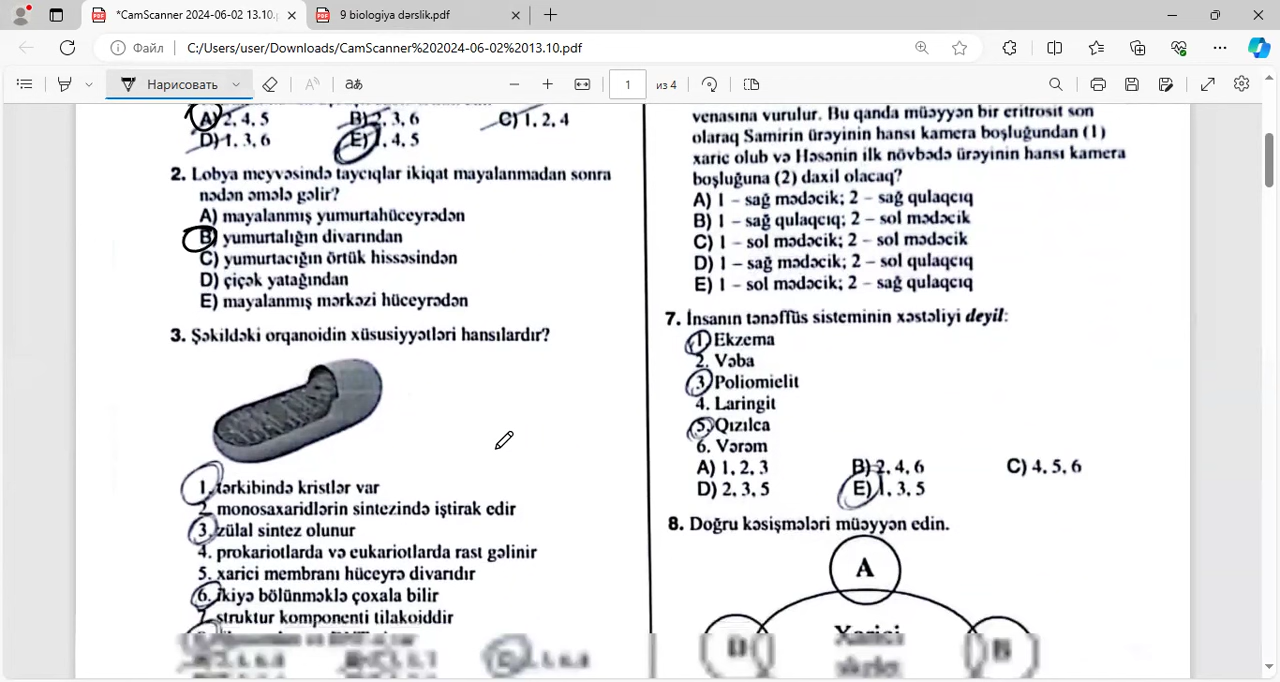 *CamScanner 2024-06-02 13.10.
9 biologiya dərslik.pdf
Файл
C:/Users/user/Downloads/CamScanner%202024-06-02%2013.10.pdf
Нарисовать
1
из 4
A) 2, 4, 5
B) 2, 3, 6
C) 1, 2, 4
D) 1, 3, 6
E) 1, 4, 5
2. Lobya meyvəsində taycıqlar ikiqat mayalanmadan sonra
nədən əmələ gəlir?
A) mayalanmış yumurtahüceyrədən
B) yumurtalığın divarından
C) yumurtacığın örtük hissəsindən
D) çiçək yatağından
E) mayalanmış mərkəzi hüceyrədən
3. Şəkildəki orqanoidin xüsusiyyətləri hansılardır?
1. tərkibində kristlər var
2. monosaxaridlərin sintezində iştirak edir
3. zülal sintez olunur
4. prokariotlarda və eukariotlarda rast gəlinir
5. xarici membranı hüceyrə divarıdır
6. ikiyə bölünməklə çoxala bilir
7. struktur komponenti tilakoiddir
venasına vurulur. Bu qanda müəyyən bir eritrosit son
olaraq Samirin ürəyinin hansı kamera boşluğundan (1)
xaric olub və Həsənin ilk növbədə ürəyinin hansı kamera
boşluğuna (2) daxil olacaq?
A) 1 – sağ mədəcik; 2 – sağ qulaqcıq
B) 1 – sağ qulaqcıq; 2 – sol mədəcik
C) 1 – sol mədəcik; 2 – sol mədəcik
D) 1 – sağ mədəcik; 2 – sol qulaqcıq
E) 1 – sol mədəcik; 2 – sağ qulaqcıq
7. İnsanın tənəffüs sisteminin xəstəliyi deyil:
1. Ekzema
2. Vəba
3. Poliomielit
4. Laringit
5. Qızılca
6. Vərəm
A) 1, 2, 3
B) 2, 4, 6
C) 4, 5, 6
D) 2, 3, 5
E) 1, 3, 5
8. Doğru kəsişmələri müəyyən edin.
A
Xarici
D
B